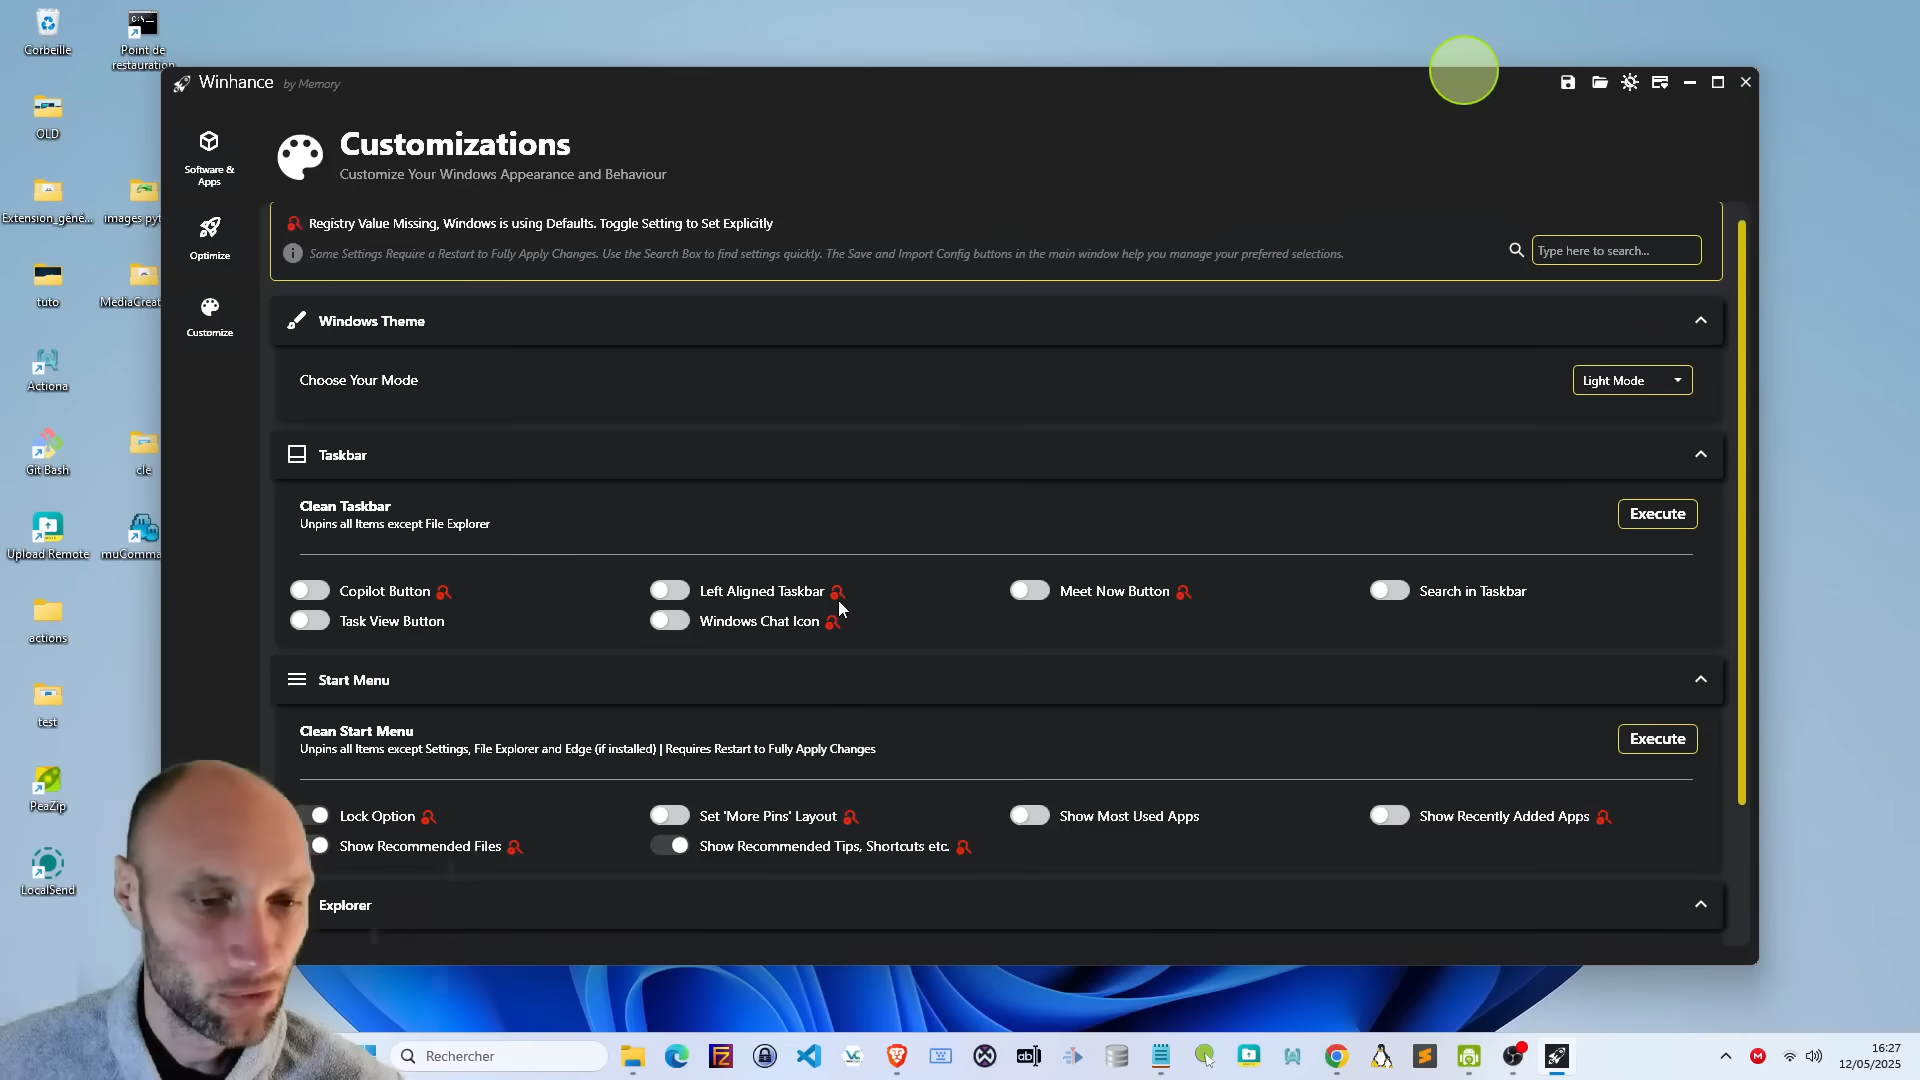 Corbeille
Point de
restauration
OLD
Extension_géné...
images pyt
tuto
MediaCreat
Actiona
Git Bash
cle
Upload Remote
muComma
actions
test
PeaZip
LocalSend
Winhance by Memory
Software &
Apps
Optimize
Customize
Customizations
Customize Your Windows Appearance and Behaviour
Registry Value Missing, Windows is using Defaults. Toggle Setting to Set Explicitly
Some Settings Require a Restart to Fully Apply Changes. Use the Search Box to find settings quickly. The Save and Import Config buttons in the main window help you manage your preferred selections.
Type here to search...
Windows Theme
Choose Your Mode
Light Mode
Taskbar
Clean Taskbar
Unpins all Items except File Explorer
Execute
Copilot Button
Left Aligned Taskbar
Meet Now Button
Search in Taskbar
Task View Button
Windows Chat Icon
Start Menu
Clean Start Menu
Unpins all Items except Settings, File Explorer and Edge (if installed) | Requires Restart to Fully Apply Changes
Execute
Lock Option
Set 'More Pins' Layout
Show Most Used Apps
Show Recently Added Apps
Show Recommended Files
Show Recommended Tips, Shortcuts etc.
Explorer
Rechercher
16:27
12/05/2025